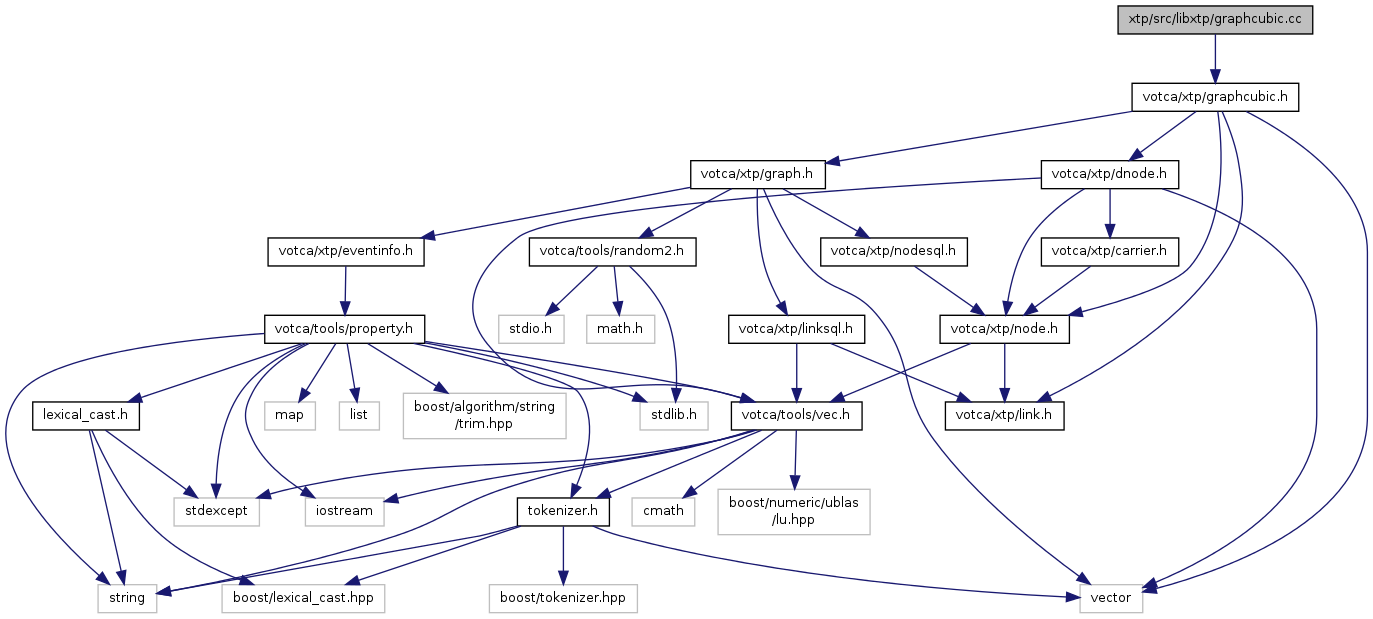 xtp/src/libxtp/graphcubic.cc
votca/xtp/graphcubic.h
votca/xtp/graph.h
votca/xtp/dnode.h
votca/xtp/eventinfo.h
votca/tools/random2.h
votca/xtp/nodesql.h
votca/xtp/carrier.h
votca/tools/property.h
stdio.h
math.h
votca/xtp/linksql.h
votca/xtp/node.h
lexical_cast.h
map
list
boost/algorithm/string
/trim.hpp
stdlib.h
votca/tools/vec.h
votca/xtp/link.h
stdexcept
iostream
tokenizer.h
cmath
boost/numeric/ublas
/lu.hpp
string
boost/lexical_cast.hpp
boost/tokenizer.hpp
vector